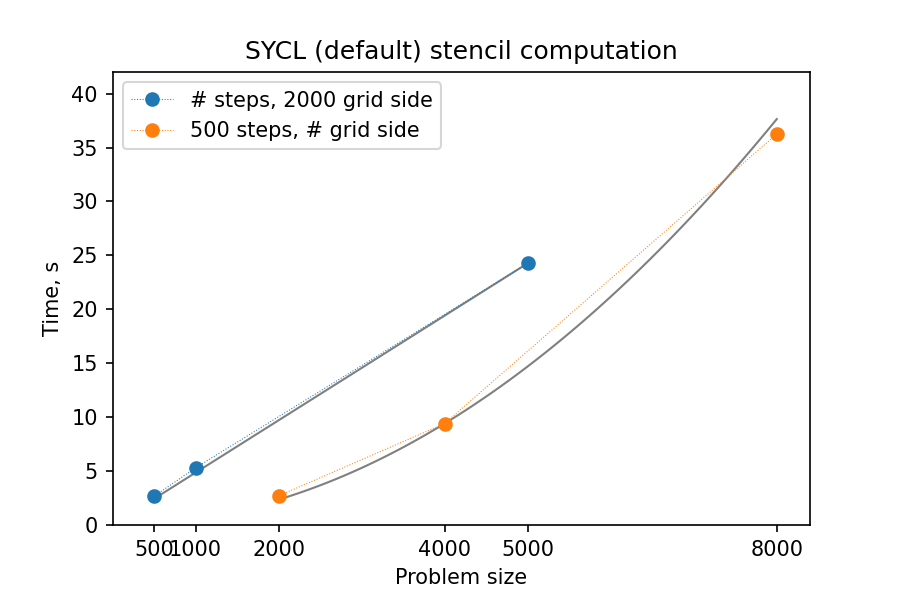 SYCL (default) stencil computation
# steps, 2000 grid side
500 steps, # grid side
40
35
30
25
20
15
10
5
0
Time, s
500 1000 2000 4000 5000 8000
Problem size